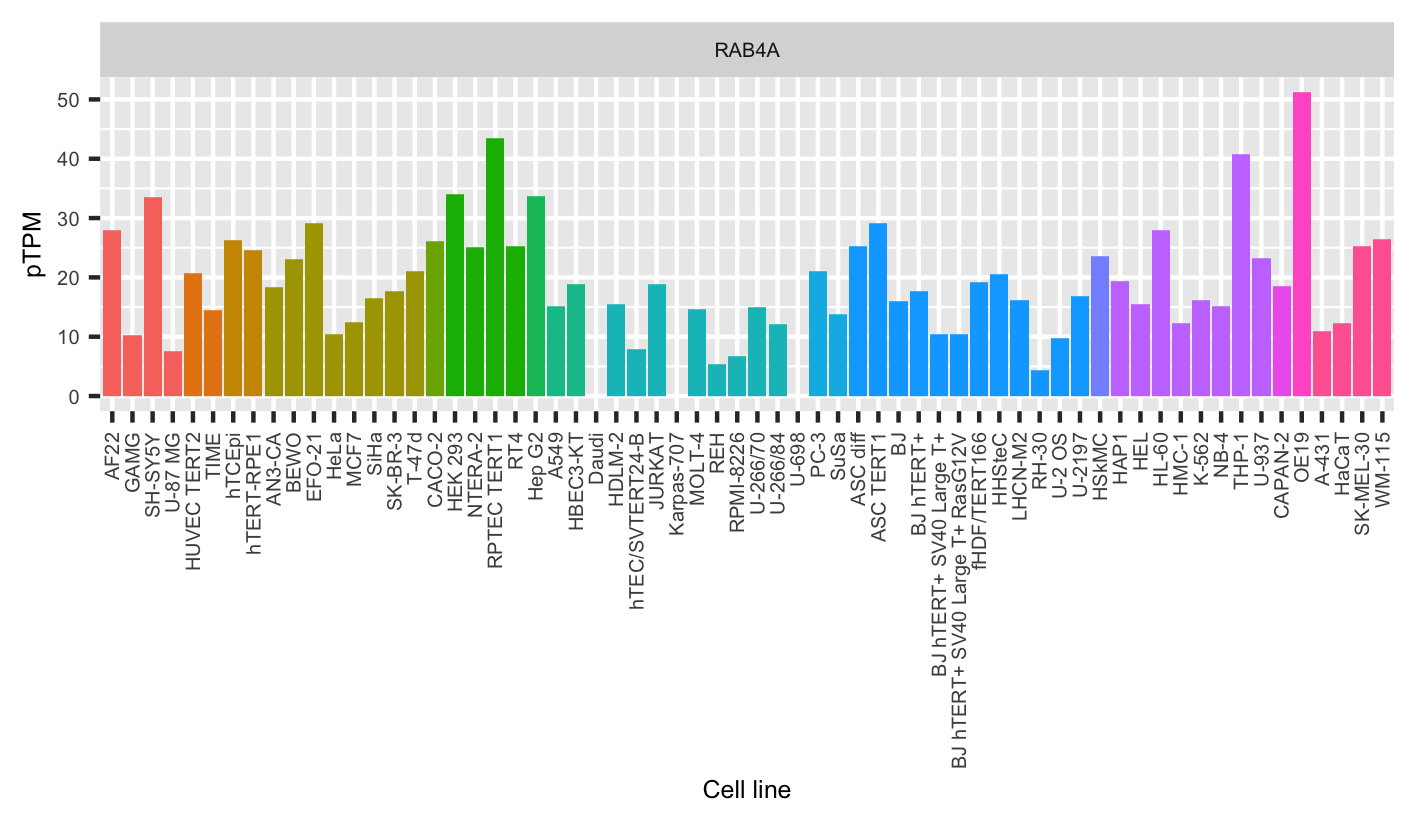 RAB4A
pTPM
50
40
30
20
10
0
AF22
GAMG
SH-SY5Y
U-87 MG
HUVEC TERT2
TIME
hTCEpi
hTERT-RPE1
AN3-CA
BEWO
EFO-21
HeLa
MCF7
SiHa
SK-BR-3
T-47d
CACO-2
HEK 293
NTERA-2
RPTEC TERT1
RT4
Hep G2
A549
HBEC3-KT
Daudi
HDLM-2
hTEC/SVTERT24-B
JURKAT
Karpas-707
MOLT-4
REH
RPMI-8226
U-266/70
U-266/84
U-698
PC-3
SuSa
ASC diff
ASC TERT1
BJ
BJ hTERT+
BJ hTERT+ SV40 Large T+
BJ hTERT+ SV40 Large T+ RasG12V
fHDF/TERT166
HHSteC
LHCN-M2
RH-30
U-2 OS
U-2197
HSkMC
HAP1
HEL
HL-60
HMC-1
K-562
NB-4
THP-1
U-937
CAPAN-2
OE19
A-431
HaCaT
SK-MEL-30
WM-115
Cell line